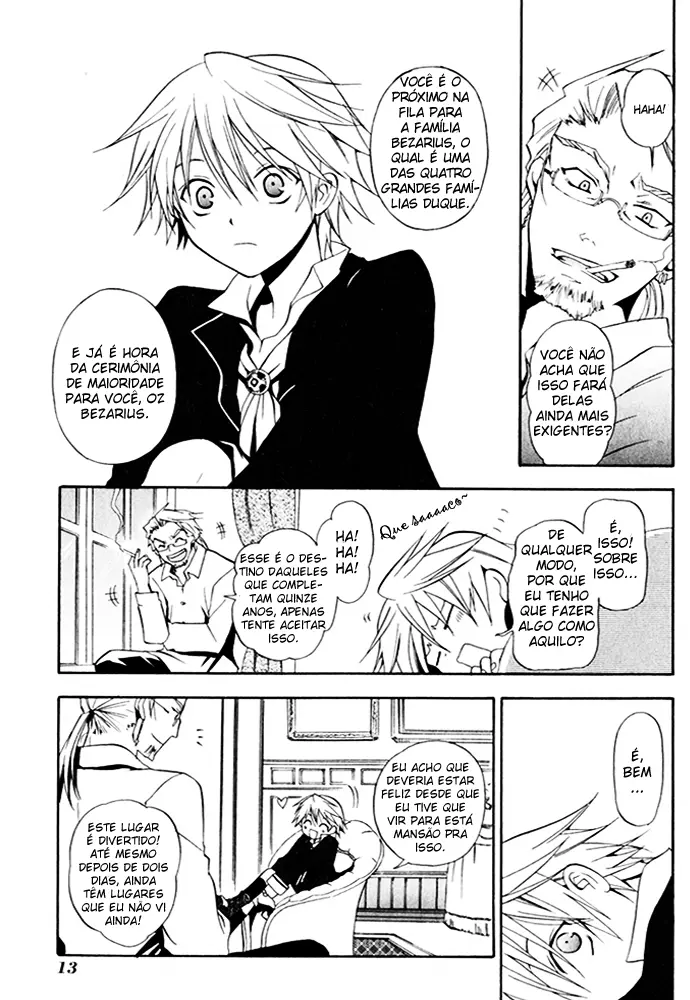 HAHA!
VOCÊ NÃO
ACHA QUE
ISSO FARÁ
DELAS
AINDA MAIS
EXIGENTES?
VOCÊ É O
PRÓXIMO NA
FILA PARA
A FAMÍLIA
BEZARIUS, O
QUAL É UMA
DAS QUATRO
GRANDES FAMÍ-
LIAS DUQUE.
E JÁ É HORA
DA CERIMÔNIA
DE MAIORIDADE
PARA VOCÊ, OZ
BEZARIUS.
É,
ISSO!
SOBRE
ISSO...
DE
QUALQUER
MODO,
POR QUE
EU TENHO
QUE FAZER
ALGO COMO
AQUILO?
Que saaaaco~
HA!
HA!
HA!
ESSE É O DES-
TINO DAQUELES
QUE COMPLE-
TAM QUINZE
ANOS, APENAS
TENTE ACEITAR
ISSO.
É,
BEM
...
EU ACHO QUE
DEVERIA ESTAR
FELIZ DESDE QUE
EU TIVE QUE
VIR PARA ESTÁ
MANSÃO PRA
ISSO.
ESTE LUGAR
É DIVERTIDO!
ATÉ MESMO
DEPOIS DE DOIS
DIAS, AINDA
TÊM LUGARES
QUE EU NÃO VI
AINDA!
13